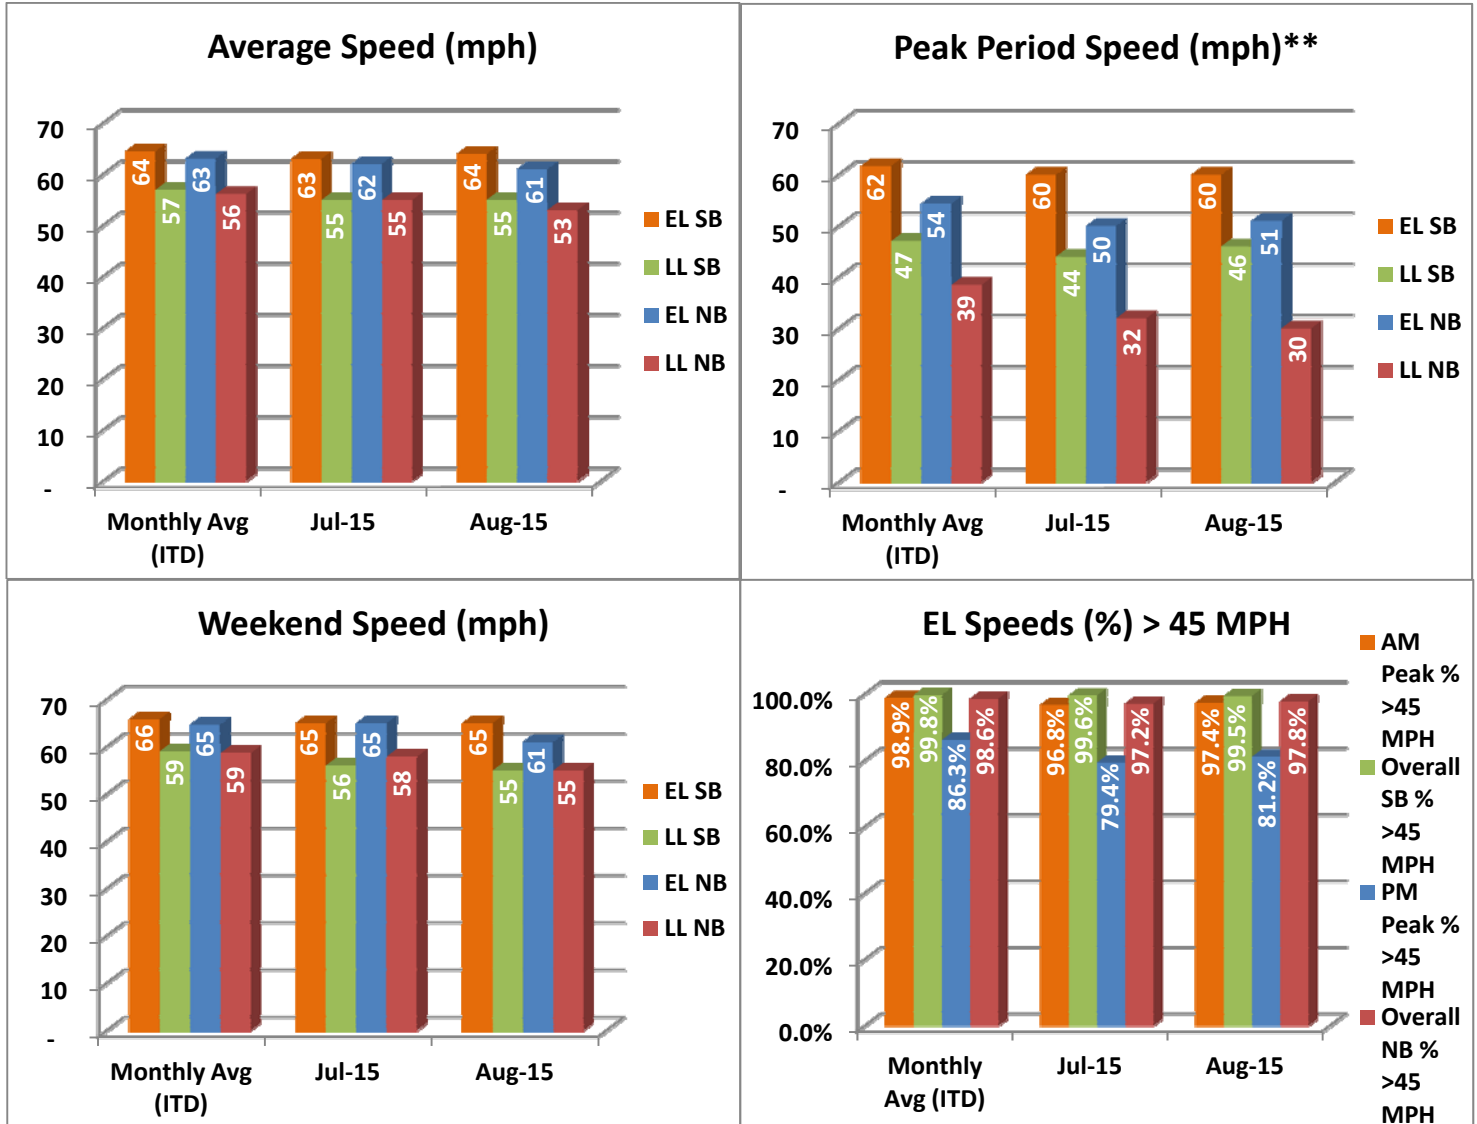 Average Speed (mph)
70
60
50
40
30
20
10
-
64
57
63
56
63
55
62
55
64
55
61
53
Monthly Avg
(ITD)
Jul-15
Aug-15
EL SB
LL SB
EL NB
LL NB
Peak Period Speed (mph)**
70
60
50
40
30
20
10
-
62
47
54
39
60
44
50
32
60
46
51
30
Monthly Avg
(ITD)
Jul-15
Aug-15
EL SB
LL SB
EL NB
LL NB
Weekend Speed (mph)
70
60
50
40
30
20
10
-
66
59
65
59
65
56
65
58
65
55
61
55
Monthly Avg
(ITD)
Jul-15
Aug-15
EL SB
LL SB
EL NB
LL NB
EL Speeds (%) > 45 MPH
100.0%
80.0%
60.0%
40.0%
20.0%
0.0%
98.9%
99.8%
86.3%
98.6%
96.8%
99.6%
79.4%
97.2%
97.4%
99.5%
81.2%
97.8%
Monthly
Avg (ITD)
Jul-15
Aug-15
AM
Peak %
>45
MPH
Overall
SB %
>45
MPH
PM
Peak %
>45
MPH
Overall
NB %
>45
MPH